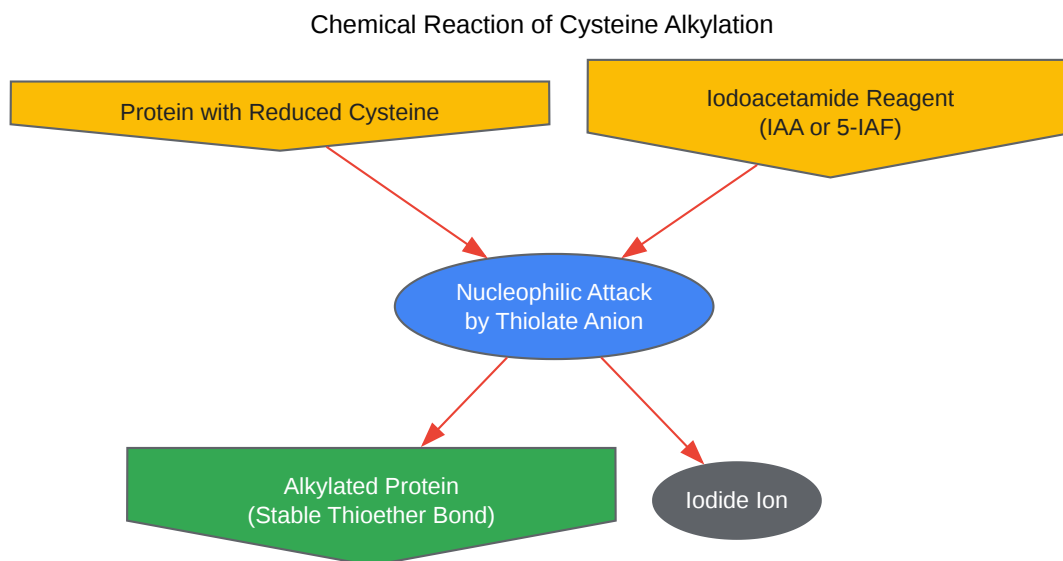 Chemical Reaction of Cysteine Alkylation
Protein with Reduced Cysteine
Iodoacetamide Reagent
(IAA or 5-IAF)
Nucleophilic Attack
by Thiolate Anion
Alkylated Protein
(Stable Thioether Bond)
Iodide Ion